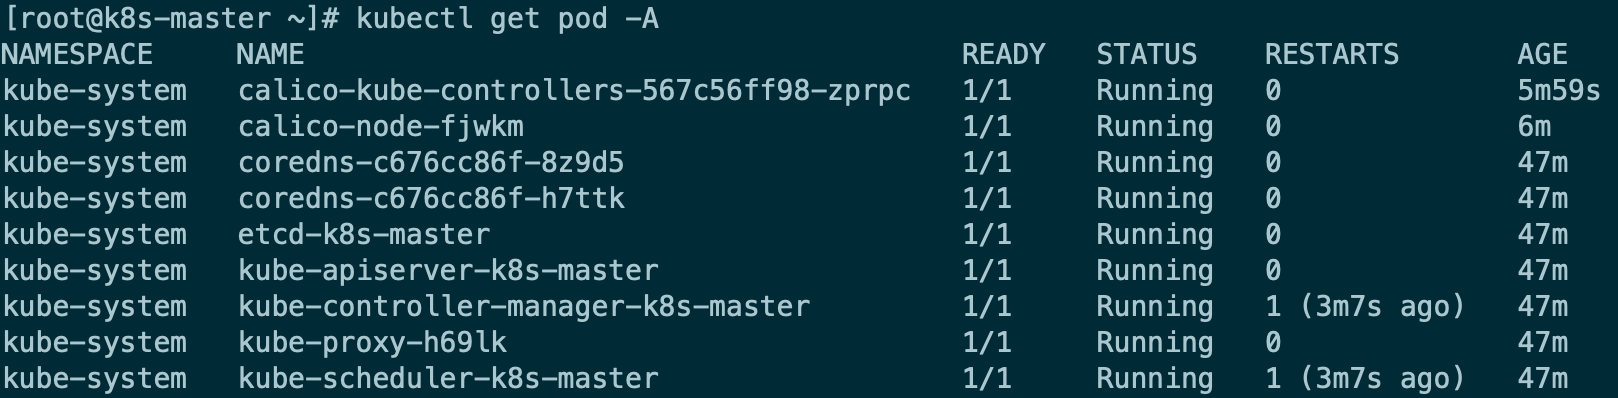 [root@k8s-master ~]# kubectl get pod -A
NAMESPACE     NAME                                       READY   STATUS    RESTARTS       AGE
kube-system   calico-kube-controllers-567c56ff98-zprpc   1/1     Running   0              5m59s
kube-system   calico-node-fjwkm                          1/1     Running   0              6m
kube-system   coredns-c676cc86f-8z9d5                    1/1     Running   0              47m
kube-system   coredns-c676cc86f-h7ttk                    1/1     Running   0              47m
kube-system   etcd-k8s-master                            1/1     Running   0              47m
kube-system   kube-apiserver-k8s-master                  1/1     Running   0              47m
kube-system   kube-controller-manager-k8s-master         1/1     Running   1 (3m7s ago)   47m
kube-system   kube-proxy-h69lk                           1/1     Running   0              47m
kube-system   kube-scheduler-k8s-master                  1/1     Running   1 (3m7s ago)   47m